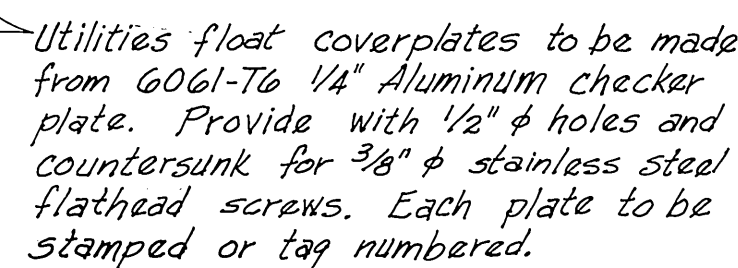 Utilities float coverplates to be made
from 6061-T6 1/4" Aluminum checker
plate. Provide with 1/2" ϕ holes and
countersunk for 3/8" ϕ stainless steel
flathead screws. Each plate to be
stamped or tag numbered.